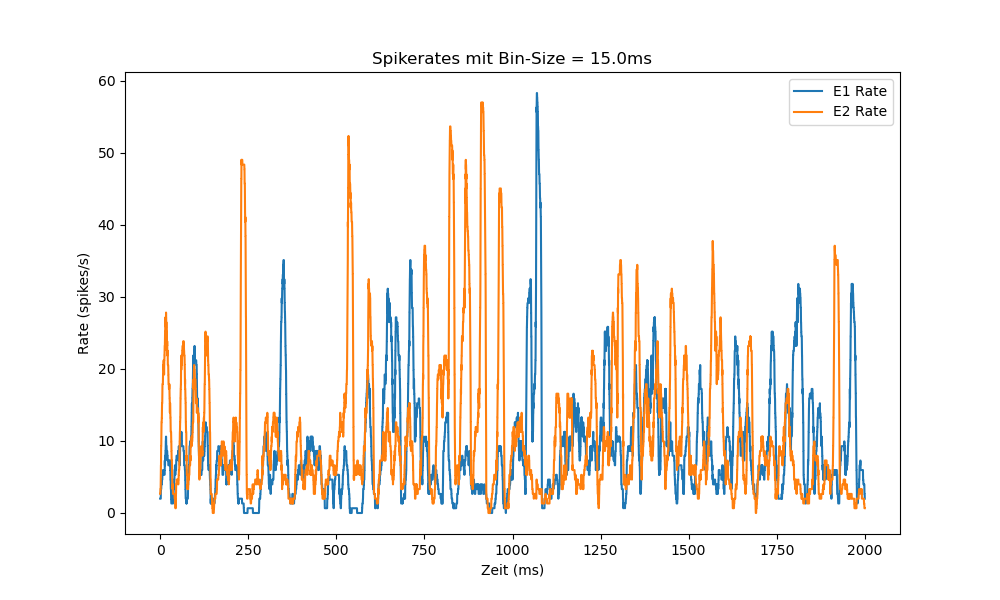 Spikerates mit Bin-Size = 15.0ms
E1 Rate
E2 Rate
60
50
40
30
20
10
0
Rate (spikes/s)
0 250 500 750 1000 1250 1500 1750 2000
Zeit (ms)